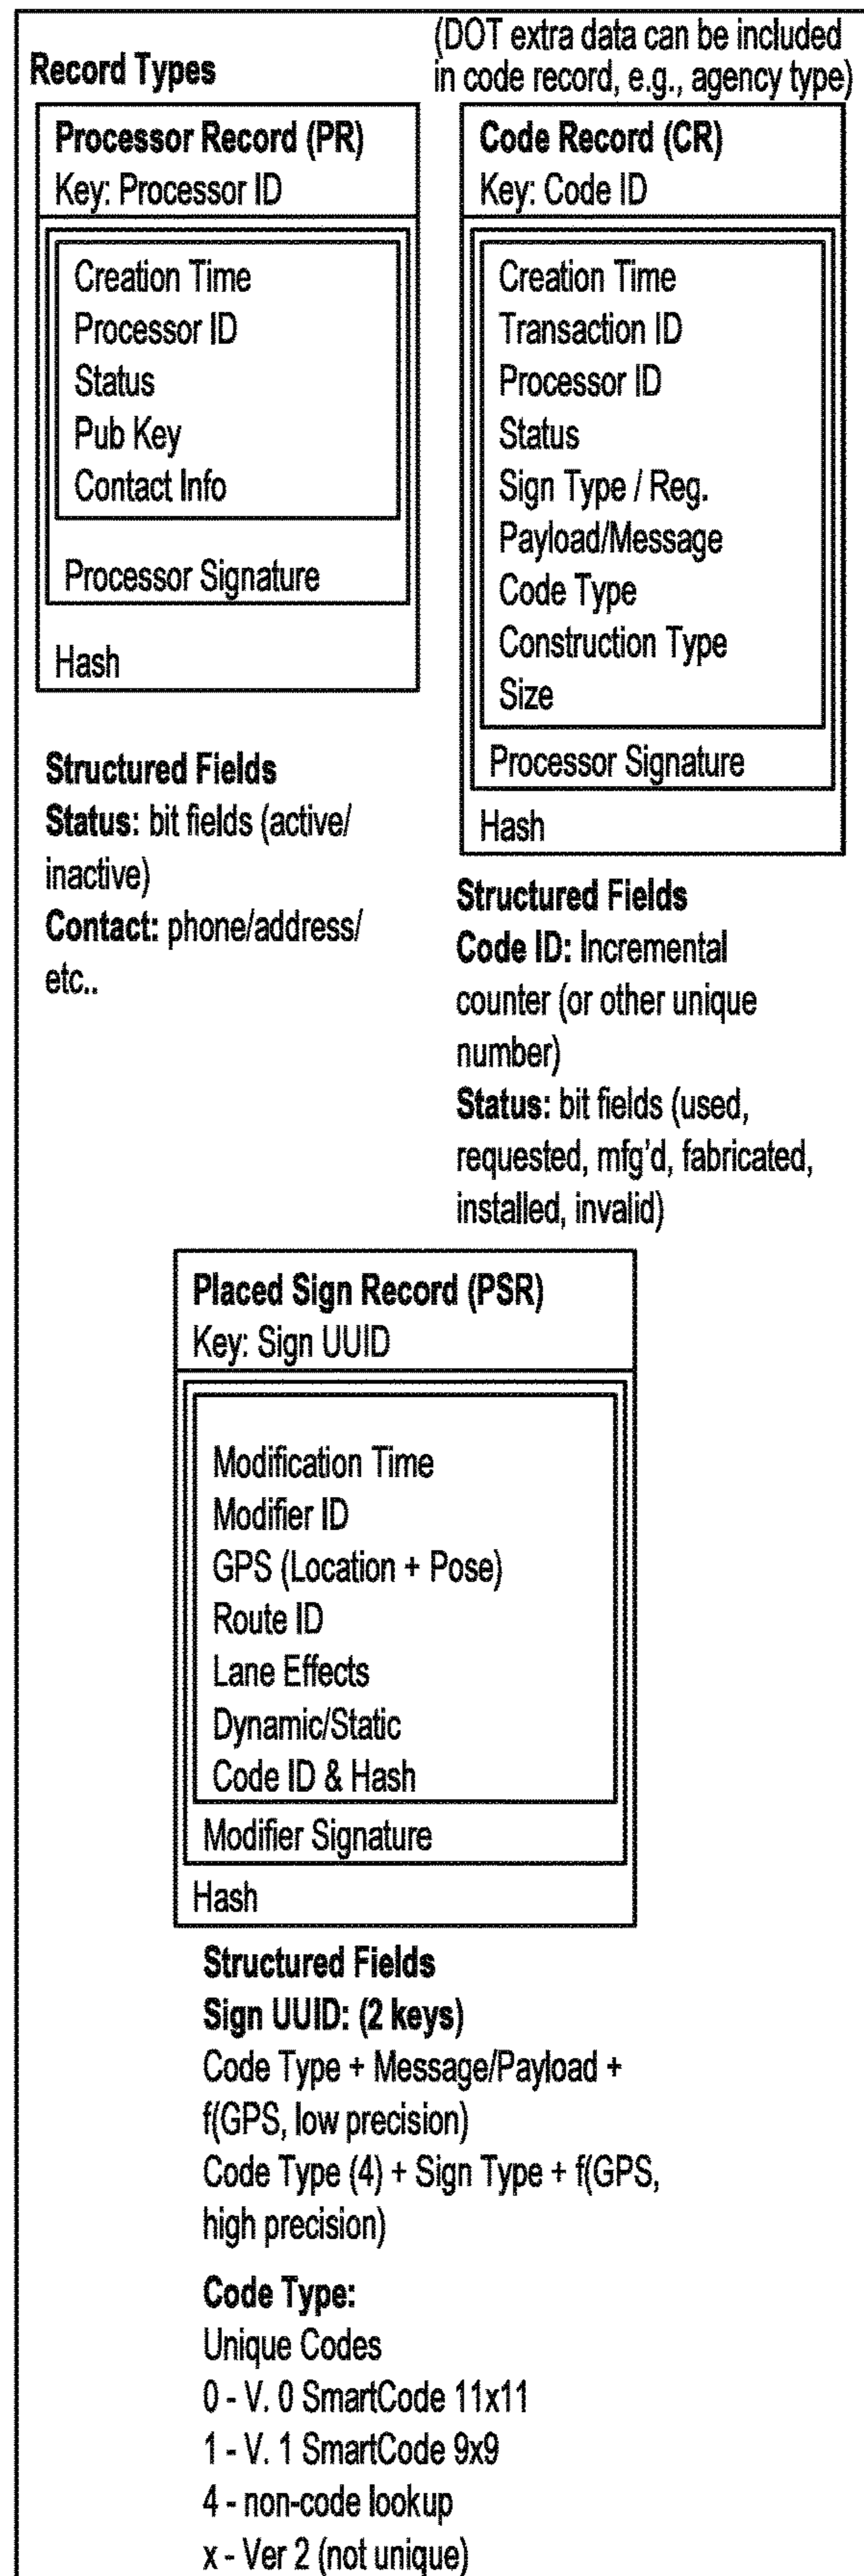 Record Types
(DOT extra data can be included
in code record, e.g., agency type)
Processor Record (PR)
Key: Processor ID
Creation Time
Processor ID
Status
Pub Key
Contact Info
Processor Signature
Hash
Structured Fields
Status: bit fields (active/
inactive)
Contact: phone/address/
etc..
Code Record (CR)
Key: Code ID
Creation Time
Transaction ID
Processor ID
Status
Sign Type / Reg.
Payload/Message
Code Type
Construction Type
Size
Processor Signature
Hash
Structured Fields
Code ID: Incremental
counter (or other unique
number)
Status: bit fields (used,
requested, mfg'd, fabricated,
installed, invalid)
Placed Sign Record (PSR)
Key: Sign UUID
Modification Time
Modifier ID
GPS (Location + Pose)
Route ID
Lane Effects
Dynamic/Static
Code ID & Hash
Modifier Signature
Hash
Structured Fields
Sign UUID: (2 keys)
Code Type + Message/Payload +
f(GPS, low precision)
Code Type (4) + Sign Type + f(GPS,
high precision)
Code Type:
Unique Codes
0 - V. 0 SmartCode 11x11
1 - V. 1 SmartCode 9x9
4 - non-code lookup
x - Ver 2 (not unique)